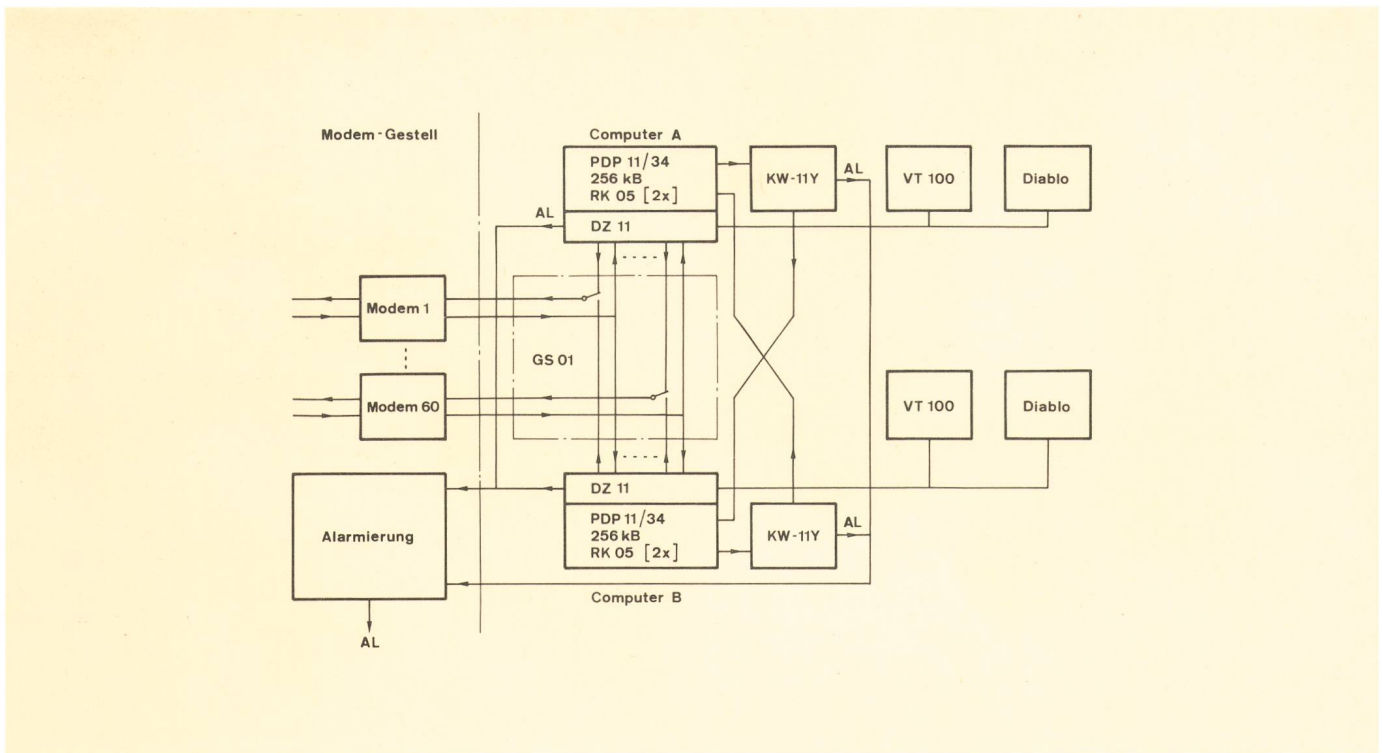 Modem-Gestell
Computer A
PDP 11/34
256 kB
RK 05 [2x]
DZ 11
AL
KW-11Y
AL
VT 100
Diablo
Modem 1
GS 01
Modem 60
VT 100
Diablo
DZ 11
PDP 11/34
256 kB
RK 05 [2x]
KW-11Y
AL
Alarmierung
Computer B
AL